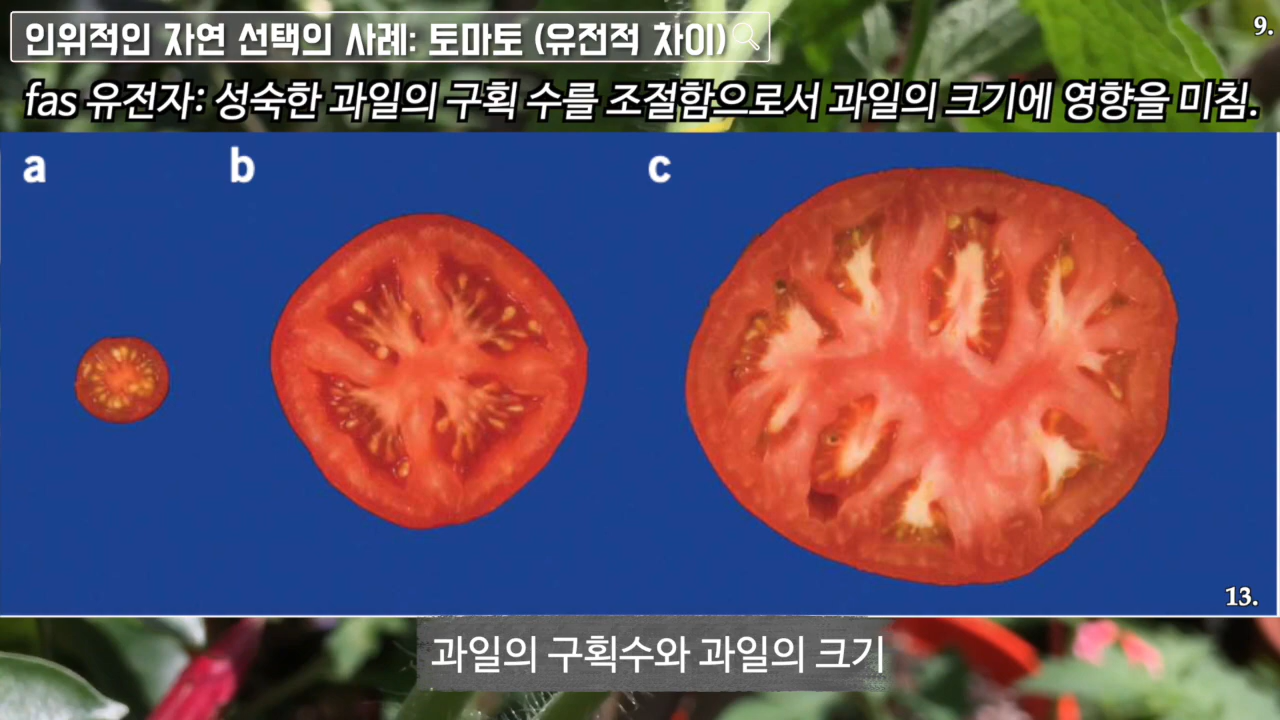 인위적인 자연 선택의 사례: 토마토 (유전적 차이)
9.
fas 유전자: 성숙한 과일의 구획 수를 조절함으로서 과일의 크기에 영향을 미침.
a
b
c
13.
과일의 구획수와 과일의 크기